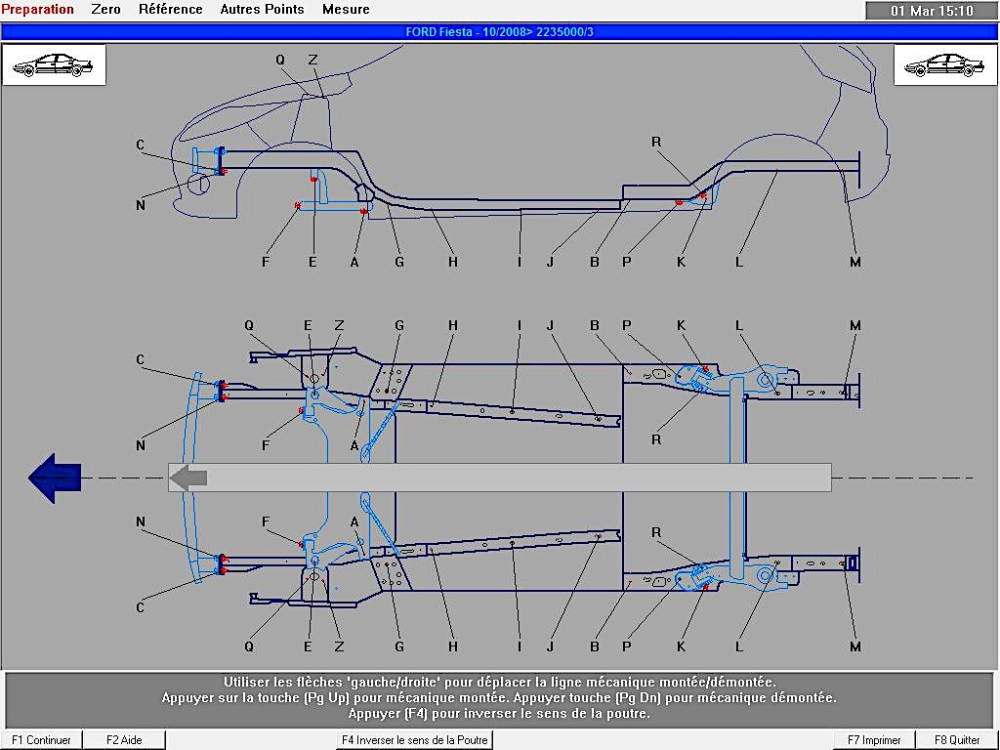 Preparation Zero Référence Autres Points Mesure 01 Mar 15:10
FORD Fiesta - 10/2008> 2235000/3
Q Z
C R
N
F E A G H I J B P K L M
Q E Z G H I J B P K L M
C
N F A R
N F A R
C
Q E Z G H I J B P K L M
Utiliser les flèches 'gauche/droite' pour déplacer la ligne mécanique montée/démontée.
Appuyer sur la touche (Pg Up) pour mécanique montée. Appuyer touche (Pg Dn) pour mécanique démontée.
Appuyer (F4) pour inverser le sens de la poutre.
F1 Continuer F2 Aide F4 Inverser le sens de la Poutre F7 Imprimer F8 Quitter